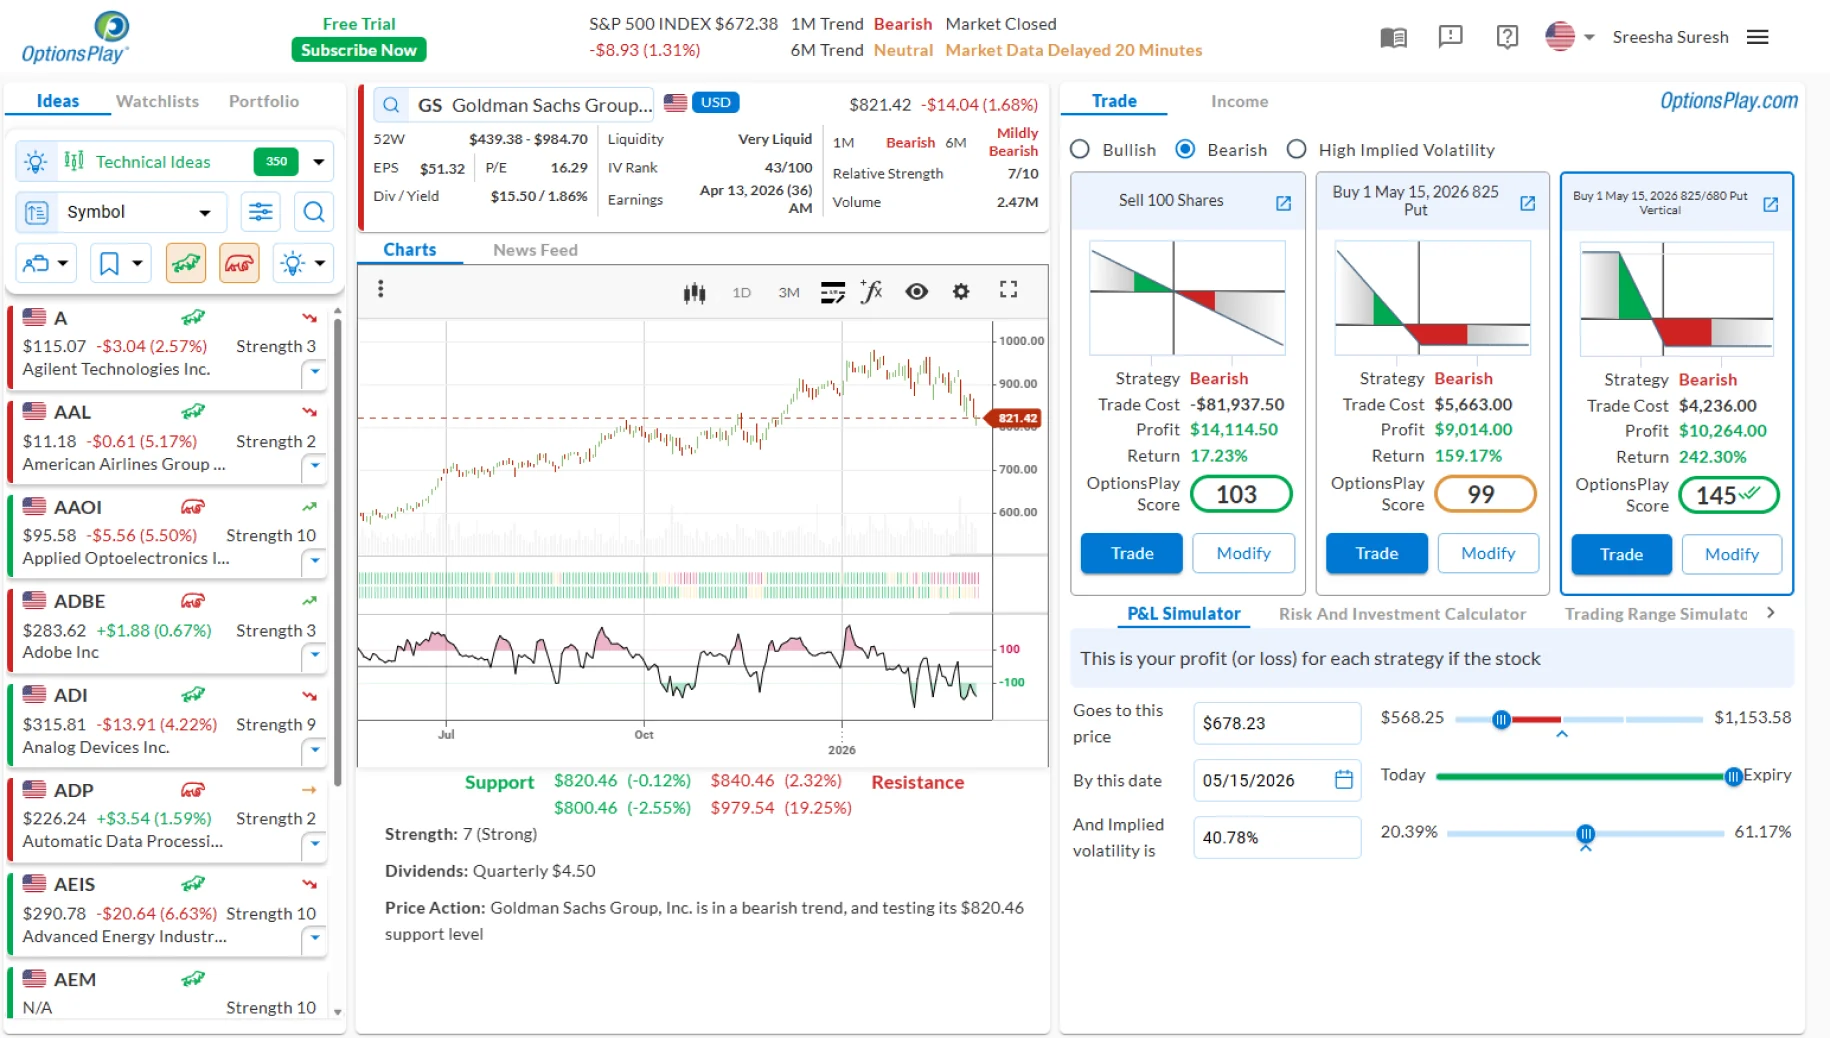 OptionsPlay
Free Trial
Subscribe Now
S&P 500 INDEX $672.38 1M Trend Bearish Market Closed
-$8.93 (1.31%) 6M Trend Neutral Market Data Delayed 20 Minutes
Sreesha Suresh
Ideas Watchlists Portfolio
Technical Ideas 350
Symbol
A
$115.07 -$3.04 (2.57%) Strength 3
Agilent Technologies Inc.
AAL
$11.18 -$0.61 (5.17%) Strength 2
American Airlines Group ...
AAOI
$95.58 -$5.56 (5.50%) Strength 10
Applied Optoelectronics I...
ADBE
$283.62 +$1.88 (0.67%) Strength 3
Adobe Inc
ADI
$315.81 -$13.91 (4.22%) Strength 9
Analog Devices Inc.
ADP
$226.24 +$3.54 (1.59%) Strength 2
Automatic Data Processi...
AEIS
$290.78 -$20.64 (6.63%) Strength 10
Advanced Energy Industr...
AEM
N/A Strength 10
GS Goldman Sachs Group... USD $821.42 -$14.04 (1.68%)
52W $439.38 - $984.70
EPS $51.32 P/E 16.29
Div / Yield $15.50 / 1.86%
Liquidity Very Liquid
IV Rank 43/100
Earnings Apr 13, 2026 (36) AM
1M Bearish 6M Mildly Bearish
Relative Strength 7/10
Volume 2.47M
Charts News Feed
1D 3M
1000.00
900.00
821.42
800.00
700.00
600.00
100
-100
Jul Oct 2026
Support $820.46 (-0.12%) $840.46 (2.32%) Resistance
$800.46 (-2.55%) $979.54 (19.25%)
Strength: 7 (Strong)
Dividends: Quarterly $4.50
Price Action: Goldman Sachs Group, Inc. is in a bearish trend, and testing its $820.46
support level
Trade Income
OptionsPlay.com
Bullish Bearish High Implied Volatility
Sell 100 Shares
Strategy Bearish
Trade Cost -$81,937.50
Profit $14,114.50
Return 17.23%
OptionsPlay
Score 103
Trade Modify
Buy 1 May 15, 2026 825
Put
Strategy Bearish
Trade Cost $5,663.00
Profit $9,014.00
Return 159.17%
OptionsPlay
Score 99
Trade Modify
Buy 1 May 15, 2026 825/680 Put
Vertical
Strategy Bearish
Trade Cost $4,236.00
Profit $10,264.00
Return 242.30%
OptionsPlay
Score 145
Trade Modify
P&L Simulator Risk And Investment Calculator Trading Range Simulato
This is your profit (or loss) for each strategy if the stock
Goes to this
price $678.23 $568.25 $1,153.58
By this date 05/15/2026 Today Expiry
And Implied
volatility is 40.78% 20.39% 61.17%